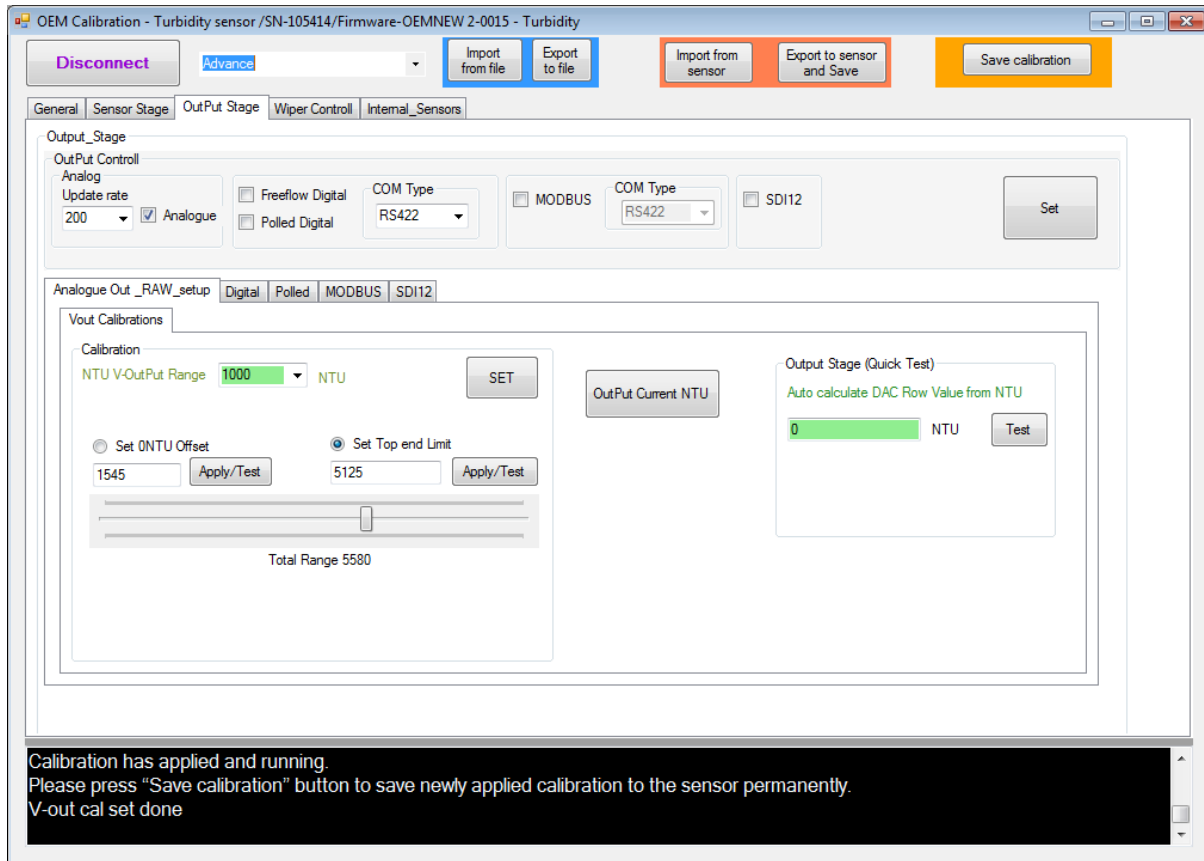 OEM Calibration - Turbidity sensor /SN-105414/Firmware-OEMNEW 2-0015 - Turbidity
Disconnect
Advance
Import from file
Export to file
Import from sensor
Export to sensor and Save
Save calibration
General
Sensor Stage
OutPut Stage
Wiper Controll
Internal_Sensors
Output_Stage
OutPut Controll
Analog
Update rate
200
Analogue
Freeflow Digital
Polled Digital
COM Type
RS422
MODBUS
COM Type
RS422
SDI12
Set
Analogue Out _RAW_setup
Digital
Polled
MODBUS
SDI12
Vout Calibrations
Calibration
NTU V-OutPut Range
1000
NTU
SET
Set 0NTU Offset
1545
Apply/Test
Set Top end Limit
5125
Apply/Test
Total Range 5580
OutPut Current NTU
Output Stage (Quick Test)
Auto calculate DAC Row Value from NTU
0
NTU
Test
Calibration has applied and running.
Please press “Save calibration” button to save newly applied calibration to the sensor permanently.
V-out cal set done